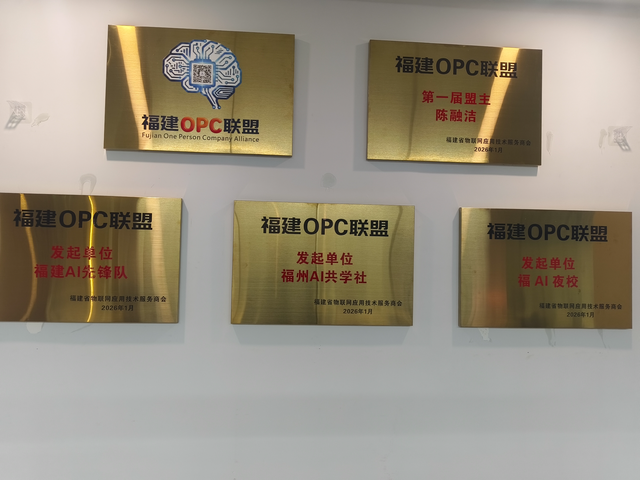 福建OPC联盟
Fujian One Person Company Alliance
福建OPC联盟
第一届盟主
陈融洁
福建省物联网应用技术服务商会
2026年1月
福建OPC联盟
发起单位
福建AI先锋队
福建省物联网应用技术服务商会
2026年1月
福建OPC联盟
发起单位
福州AI共学社
福建省物联网应用技术服务商会
2026年1月
福建OPC联盟
发起单位
福 AI 夜校
福建省物联网应用技术服务商会
2026年1月